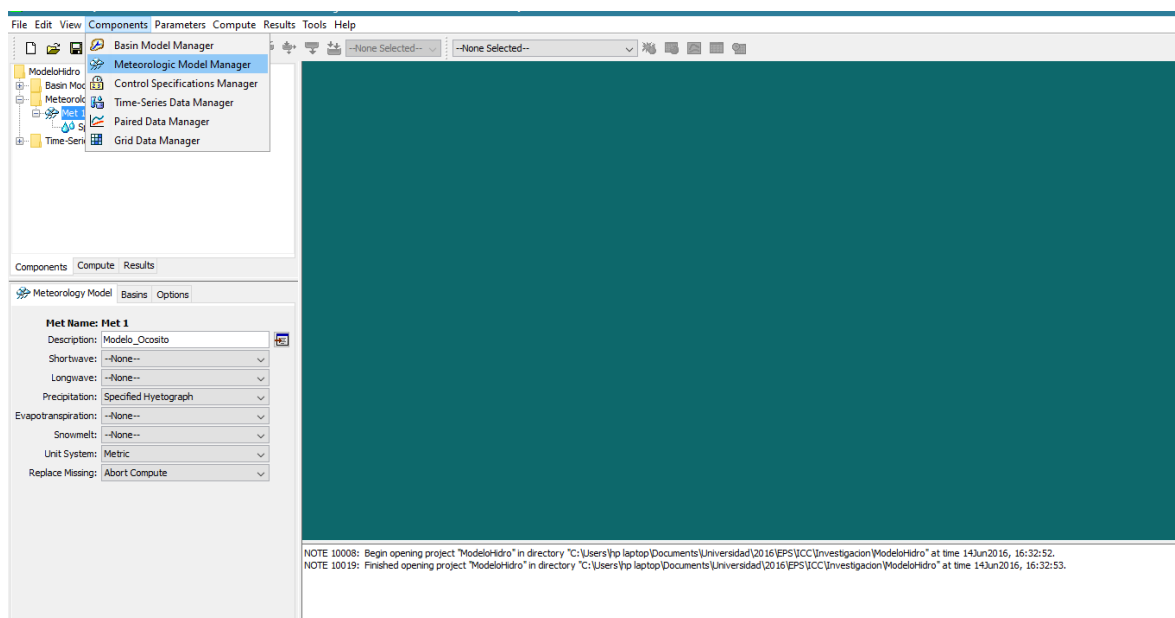 File Edit View Components Parameters Compute Results Tools Help
--None Selected-- --None Selected--
Basin Model Manager
Meteorologic Model Manager
Control Specifications Manager
Time-Series Data Manager
Paired Data Manager
Grid Data Manager
ModeloHidro
Basin Moc
Meteorolo
Met 1
Sp
Time-Serie
Components Compute Results
Meteorology Model Basins Options
Met Name: Met 1
Description: Modelo_Ocosito
Shortwave: --None--
Longwave: --None--
Precipitation: Specified Hyetograph
Evapotranspiration: --None--
Snowmelt: --None--
Unit System: Metric
Replace Missing: Abort Compute
NOTE 10008: Begin opening project "ModeloHidro" in directory "C:\Users\hp laptop\Documents\Universidad\2016\EPS\ICC\Investigacion\ModeloHidro" at time 14Jun2016, 16:32:52.
NOTE 10019: Finished opening project "ModeloHidro" in directory "C:\Users\hp laptop\Documents\Universidad\2016\EPS\ICC\Investigacion\ModeloHidro" at time 14Jun2016, 16:32:53.